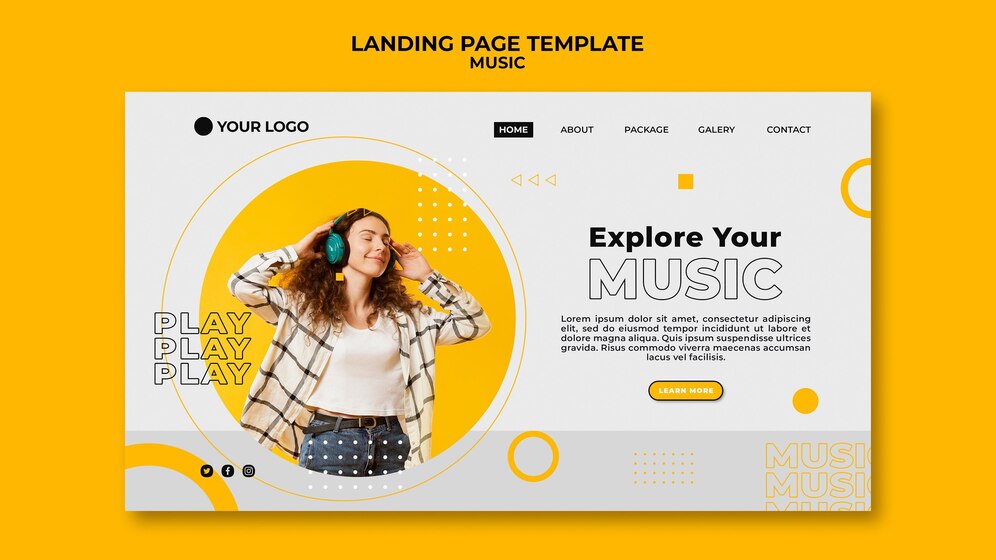 LANDING PAGE TEMPLATE
MUSIC
YOUR LOGO
HOME ABOUT PACKAGE GALERY CONTACT
Explore Your
MUSIC
Lorem ipsum dolor sit amet, consectetur adipiscing
elit, sed do eiusmod tempor incididunt ut labore et
dolore magna aliqua. Quis ipsum suspendisse ultrices
gravida. Risus commodo viverra maecenas accumsan
lacus vel facilisis.
LEARN MORE
PLAY
PLAY
PLAY
MUSIC
MUSIC
MUSIC